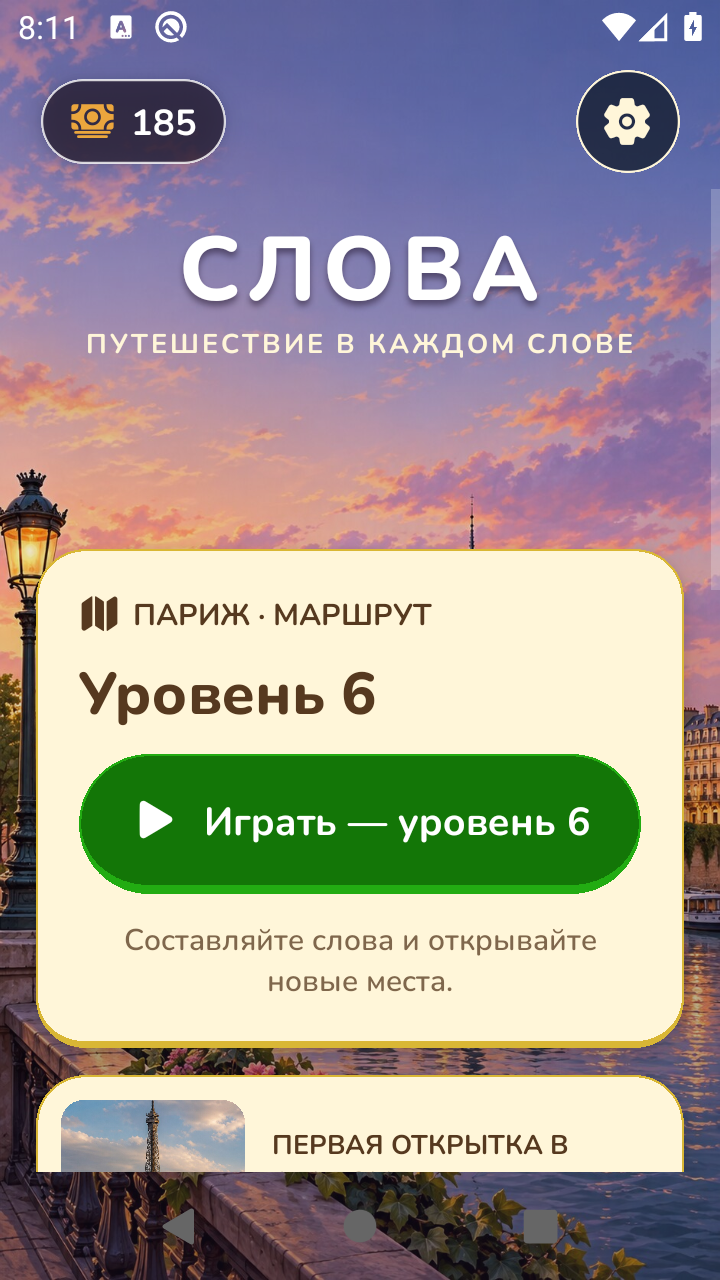 8:11
185
СЛОВА
ПУТЕШЕСТВИЕ В КАЖДОМ СЛОВЕ
ПАРИЖ · МАРШРУТ
Уровень 6
Играть — уровень 6
Составляйте слова и открывайте
новые места.
ПЕРВАЯ ОТКРЫТКА В